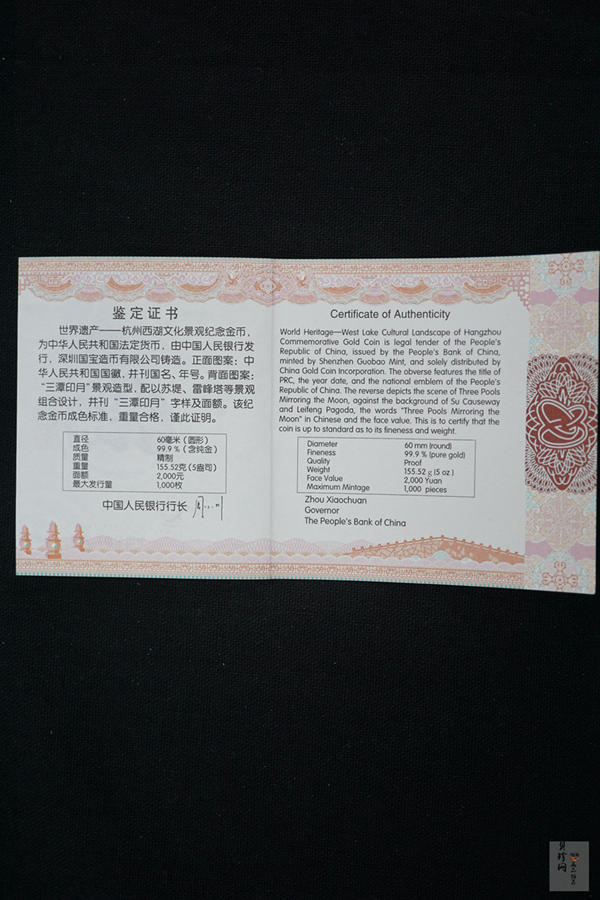 鉴定证书
世界遗产——杭州西湖文化景观纪念金币，
为中华人民共和国法定货币，由中国人民银行发
行，深圳国宝造币有限公司铸造。正面图案：中
华人民共和国国徽，并刊国名、年号。背面图案：
“三潭印月”景观造型，配以苏堤、雷峰塔等景观
组合设计，并刊“三潭印月”字样及面额。该纪
念金币成色标准，重量合格，谨此证明。
直径 60毫米（圆形）
成色 99.9％（含纯金）
质量 精制
重量 155.52克（5盎司）
面额 2,000元
最大发行量 1,000枚
中国人民银行行长
Certificate of Authenticity
World Heritage—West Lake Cultural Landscape of Hangzhou
Commemorative Gold Coin is legal tender of the People's
Republic of China, issued by the People's Bank of China,
minted by Shenzhen Guobao Mint, and solely distributed by
China Gold Coin Incorporation. The obverse features the title of
PRC, the year date, and the national emblem of the People's
Republic of China. The reverse depicts the scene of Three Pools
Mirroring the Moon, against the background of Su Causeway
and Leifeng Pagoda, the words "Three Pools Mirroring the
Moon" in Chinese and the face value. This is to certify that the
coin is up to standard as to its fineness and weight.
Diameter 60 mm (round)
Fineness 99.9 % (pure gold)
Quality Proof
Weight 155.52 g (5 oz.)
Face Value 2,000 Yuan
Maximum Mintage 1,000 pieces
Zhou Xiaochuan
Governor
The People's Bank of China